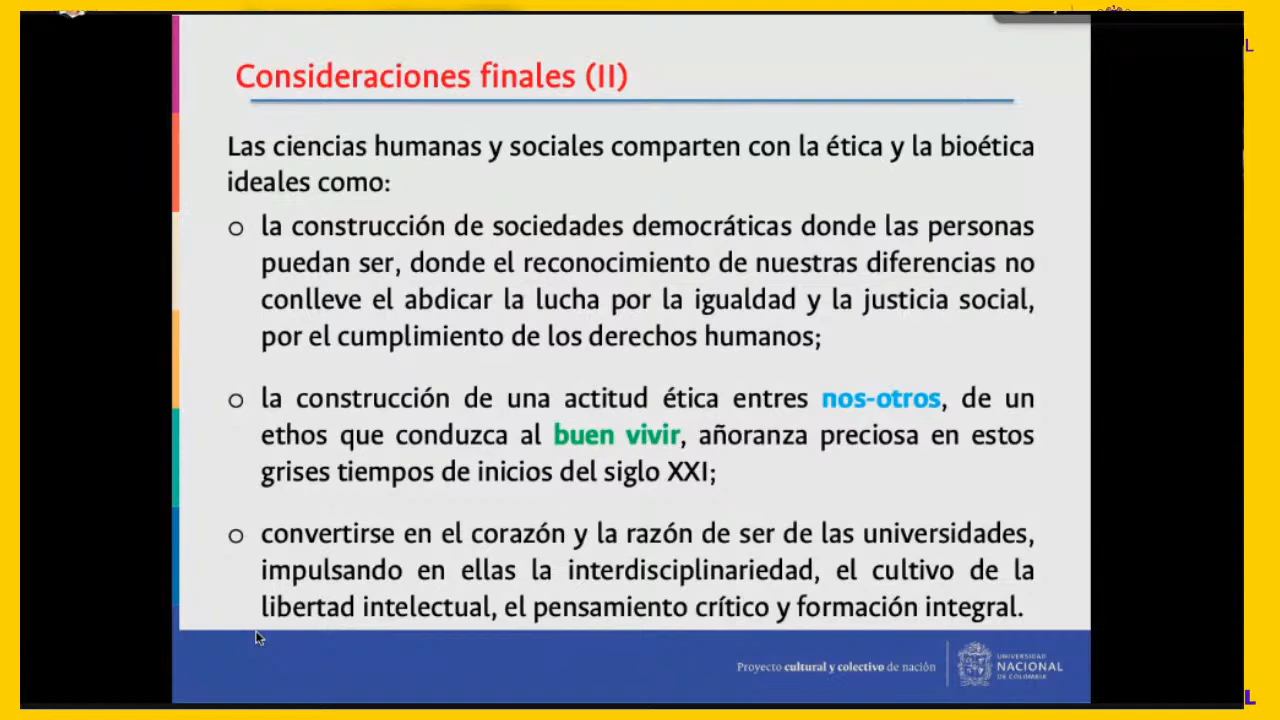 L
Consideraciones finales (II)
Las ciencias humanas y sociales comparten con la ética y la bioética
ideales como:
o la construcción de sociedades democráticas donde las personas
puedan ser, donde el reconocimiento de nuestras diferencias no
conlleve el abdicar la lucha por la igualdad y la justicia social,
por el cumplimiento de los derechos humanos;
o la construcción de una actitud ética entres nos-otros, de un
ethos que conduzca al buen vivir, añoranza preciosa en estos
grises tiempos de inicios del siglo XXI;
o convertirse en el corazón y la razón de ser de las universidades,
impulsando en ellas la interdisciplinariedad, el cultivo de la
libertad intelectual, el pensamiento crítico y formación integral.
Proyecto cultural y colectivo de nación
UNIVERSIDAD
NACIONAL
DE COLOMBIA
L